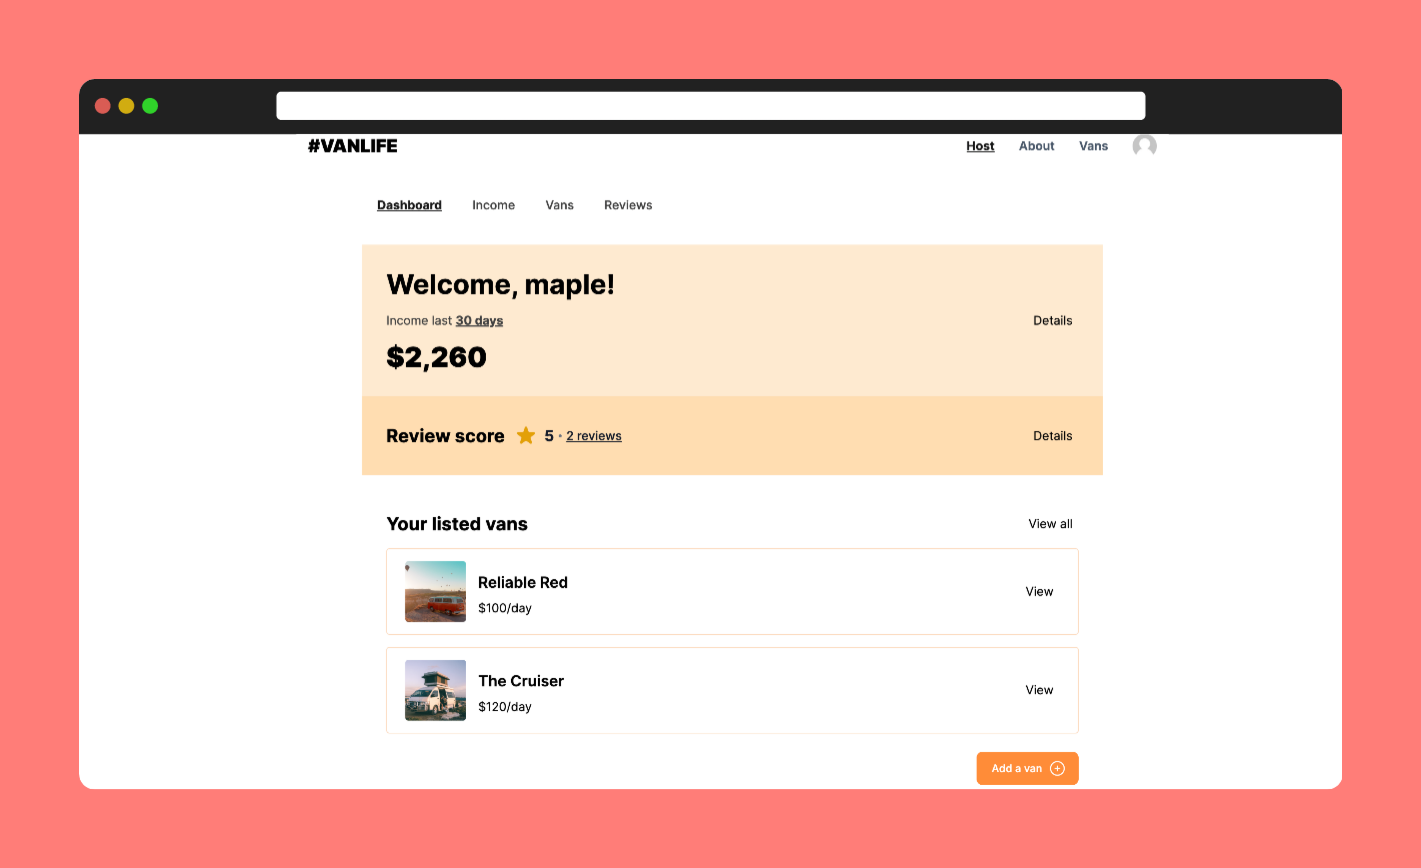 #VANLIFE
Host About Vans
Dashboard Income Vans Reviews
Welcome, maple!
Income last 30 days
Details
$2,260
Review score 5 · 2 reviews
Details
Your listed vans
View all
Reliable Red
$100/day
View
The Cruiser
$120/day
View
Add a van